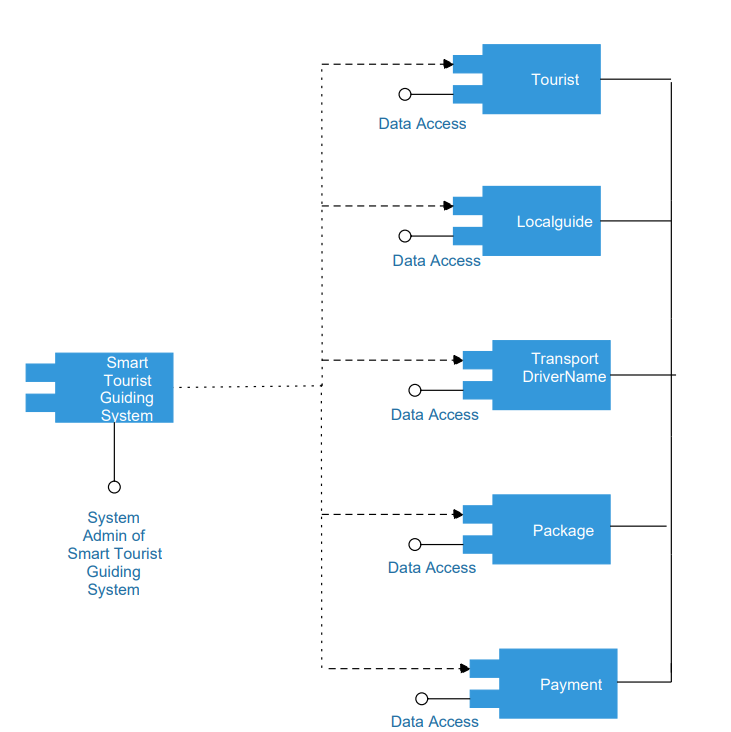 Tourist
Data Access
Localguide
Data Access
Smart
Tourist
Guiding
System
Transport
DriverName
Data Access
System
Admin of
Smart Tourist
Guiding
System
Package
Data Access
Payment
Data Access